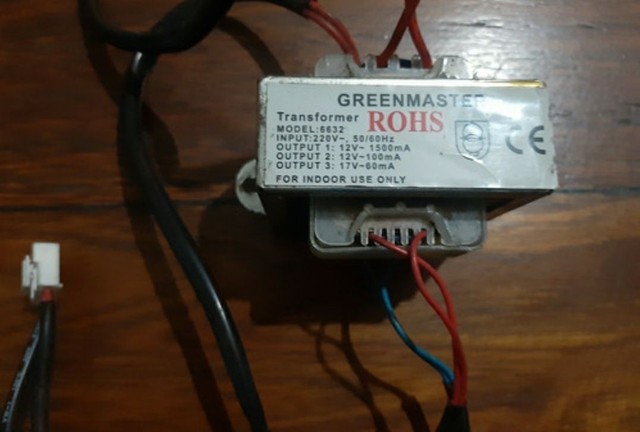 GREENMASTER
Transformer ROHS
MODEL:6632
INPUT:220V~, 50/60Hz
OUTPUT 1: 12V~ 1500mA
OUTPUT 2: 12V~100mA
OUTPUT 3: 17V~60mA
FOR INDOOR USE ONLY
CE